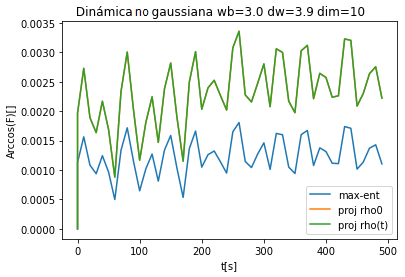 Dinámica no gaussiana wb=3.0 dw=3.9 dim=10
Arccos(F)[]
0.0035
0.0030
0.0025
0.0020
0.0015
0.0010
0.0005
0.0000
max-ent
proj rho0
proj rho(t)
0
100
200
300
400
500
t[s]